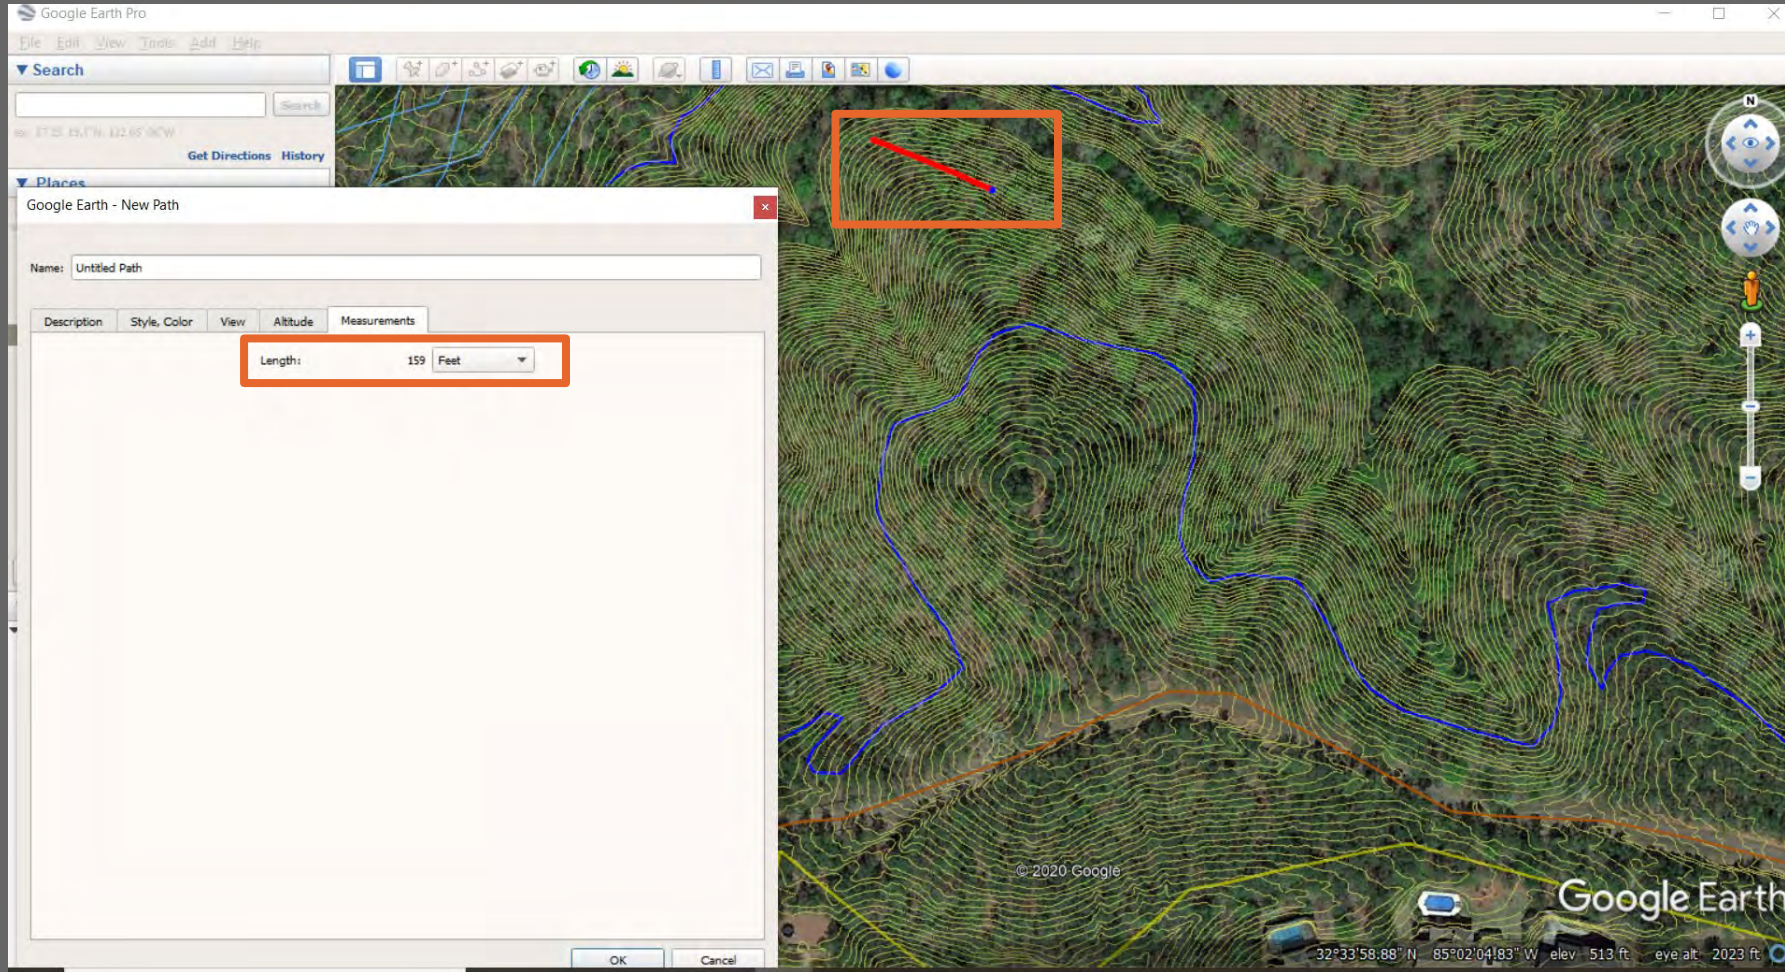 Google Earth Pro
File Edit View Tools Add Help
Search
Search
Get Directions History
Places
Google Earth - New Path
Name: Untitled Path
Description Style, Color View Altitude Measurements
Length: 159 Feet
OK Cancel
N
© 2020 Google
Google Earth
32°33'58.88" N 85°02'04.83" W elev 513 ft eye alt 2023 ft